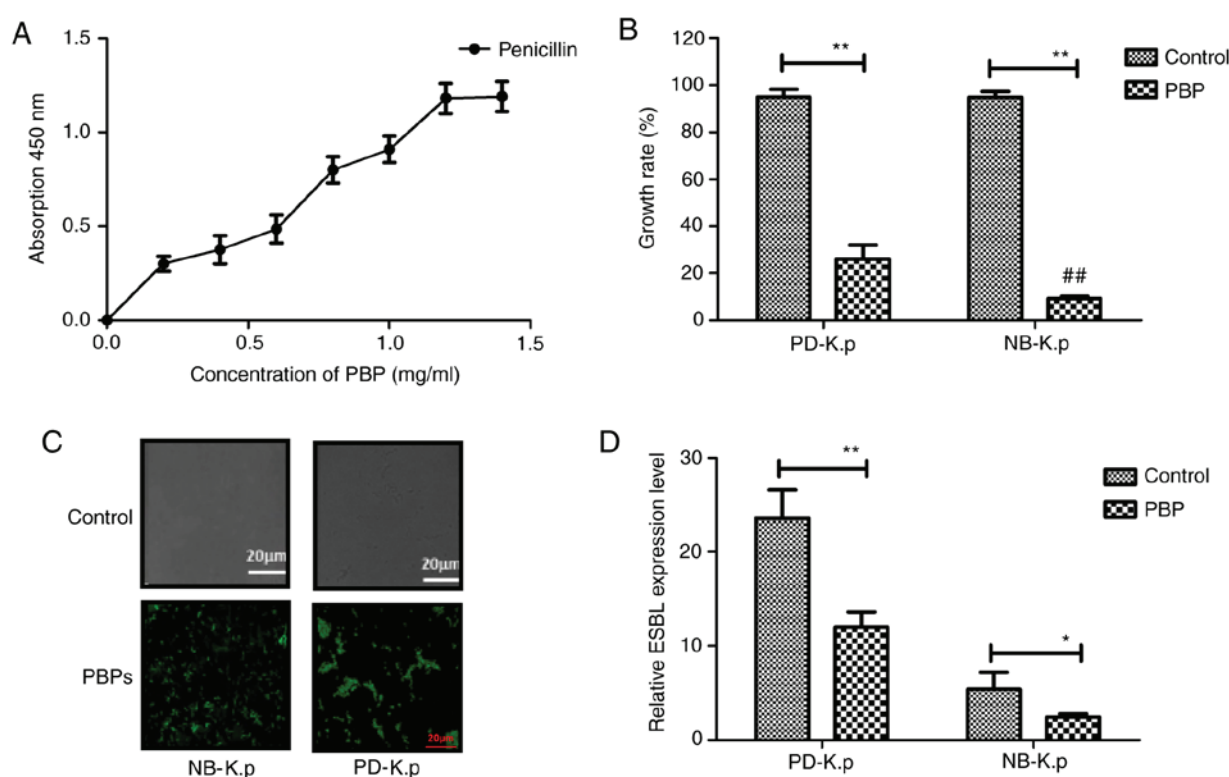 A
1.5
1.0
0.5
0.0
Absorption 450 nm
Penicillin
0.0 0.5 1.0 1.5
Concentration of PBP (mg/ml)
B
120
100
80
60
40
20
0
Growth rate (%)
**
**
##
Control
PBP
PD-K.p NB-K.p
C
Control
20μm
20μm
PBPs
20μm
NB-K.p PD-K.p
D
30
20
10
0
Relative ESBL expression level
**
*
Control
PBP
PD-K.p NB-K.p